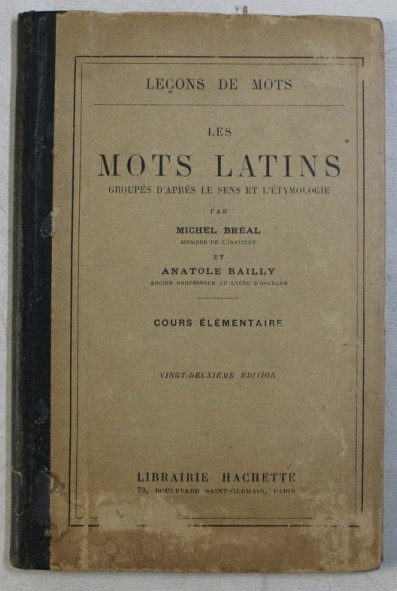 LEÇONS DE MOTS
LES
MOTS LATINS
GROUPÉS D'APRÈS LE SENS ET L'ÉTYMOLOGIE
PAR
MICHEL BRÉAL
MEMBRE DE L'INSTITUT
ET
ANATOLE BAILLY
ANCIEN PROFESSEUR AU LYCÉE D'ORLÉANS
COURS ÉLÉMENTAIRE
VINGT-DEUXIÈME ÉDITION
LIBRAIRIE HACHETTE
79, BOULEVARD SAINT-GERMAIN, PARIS